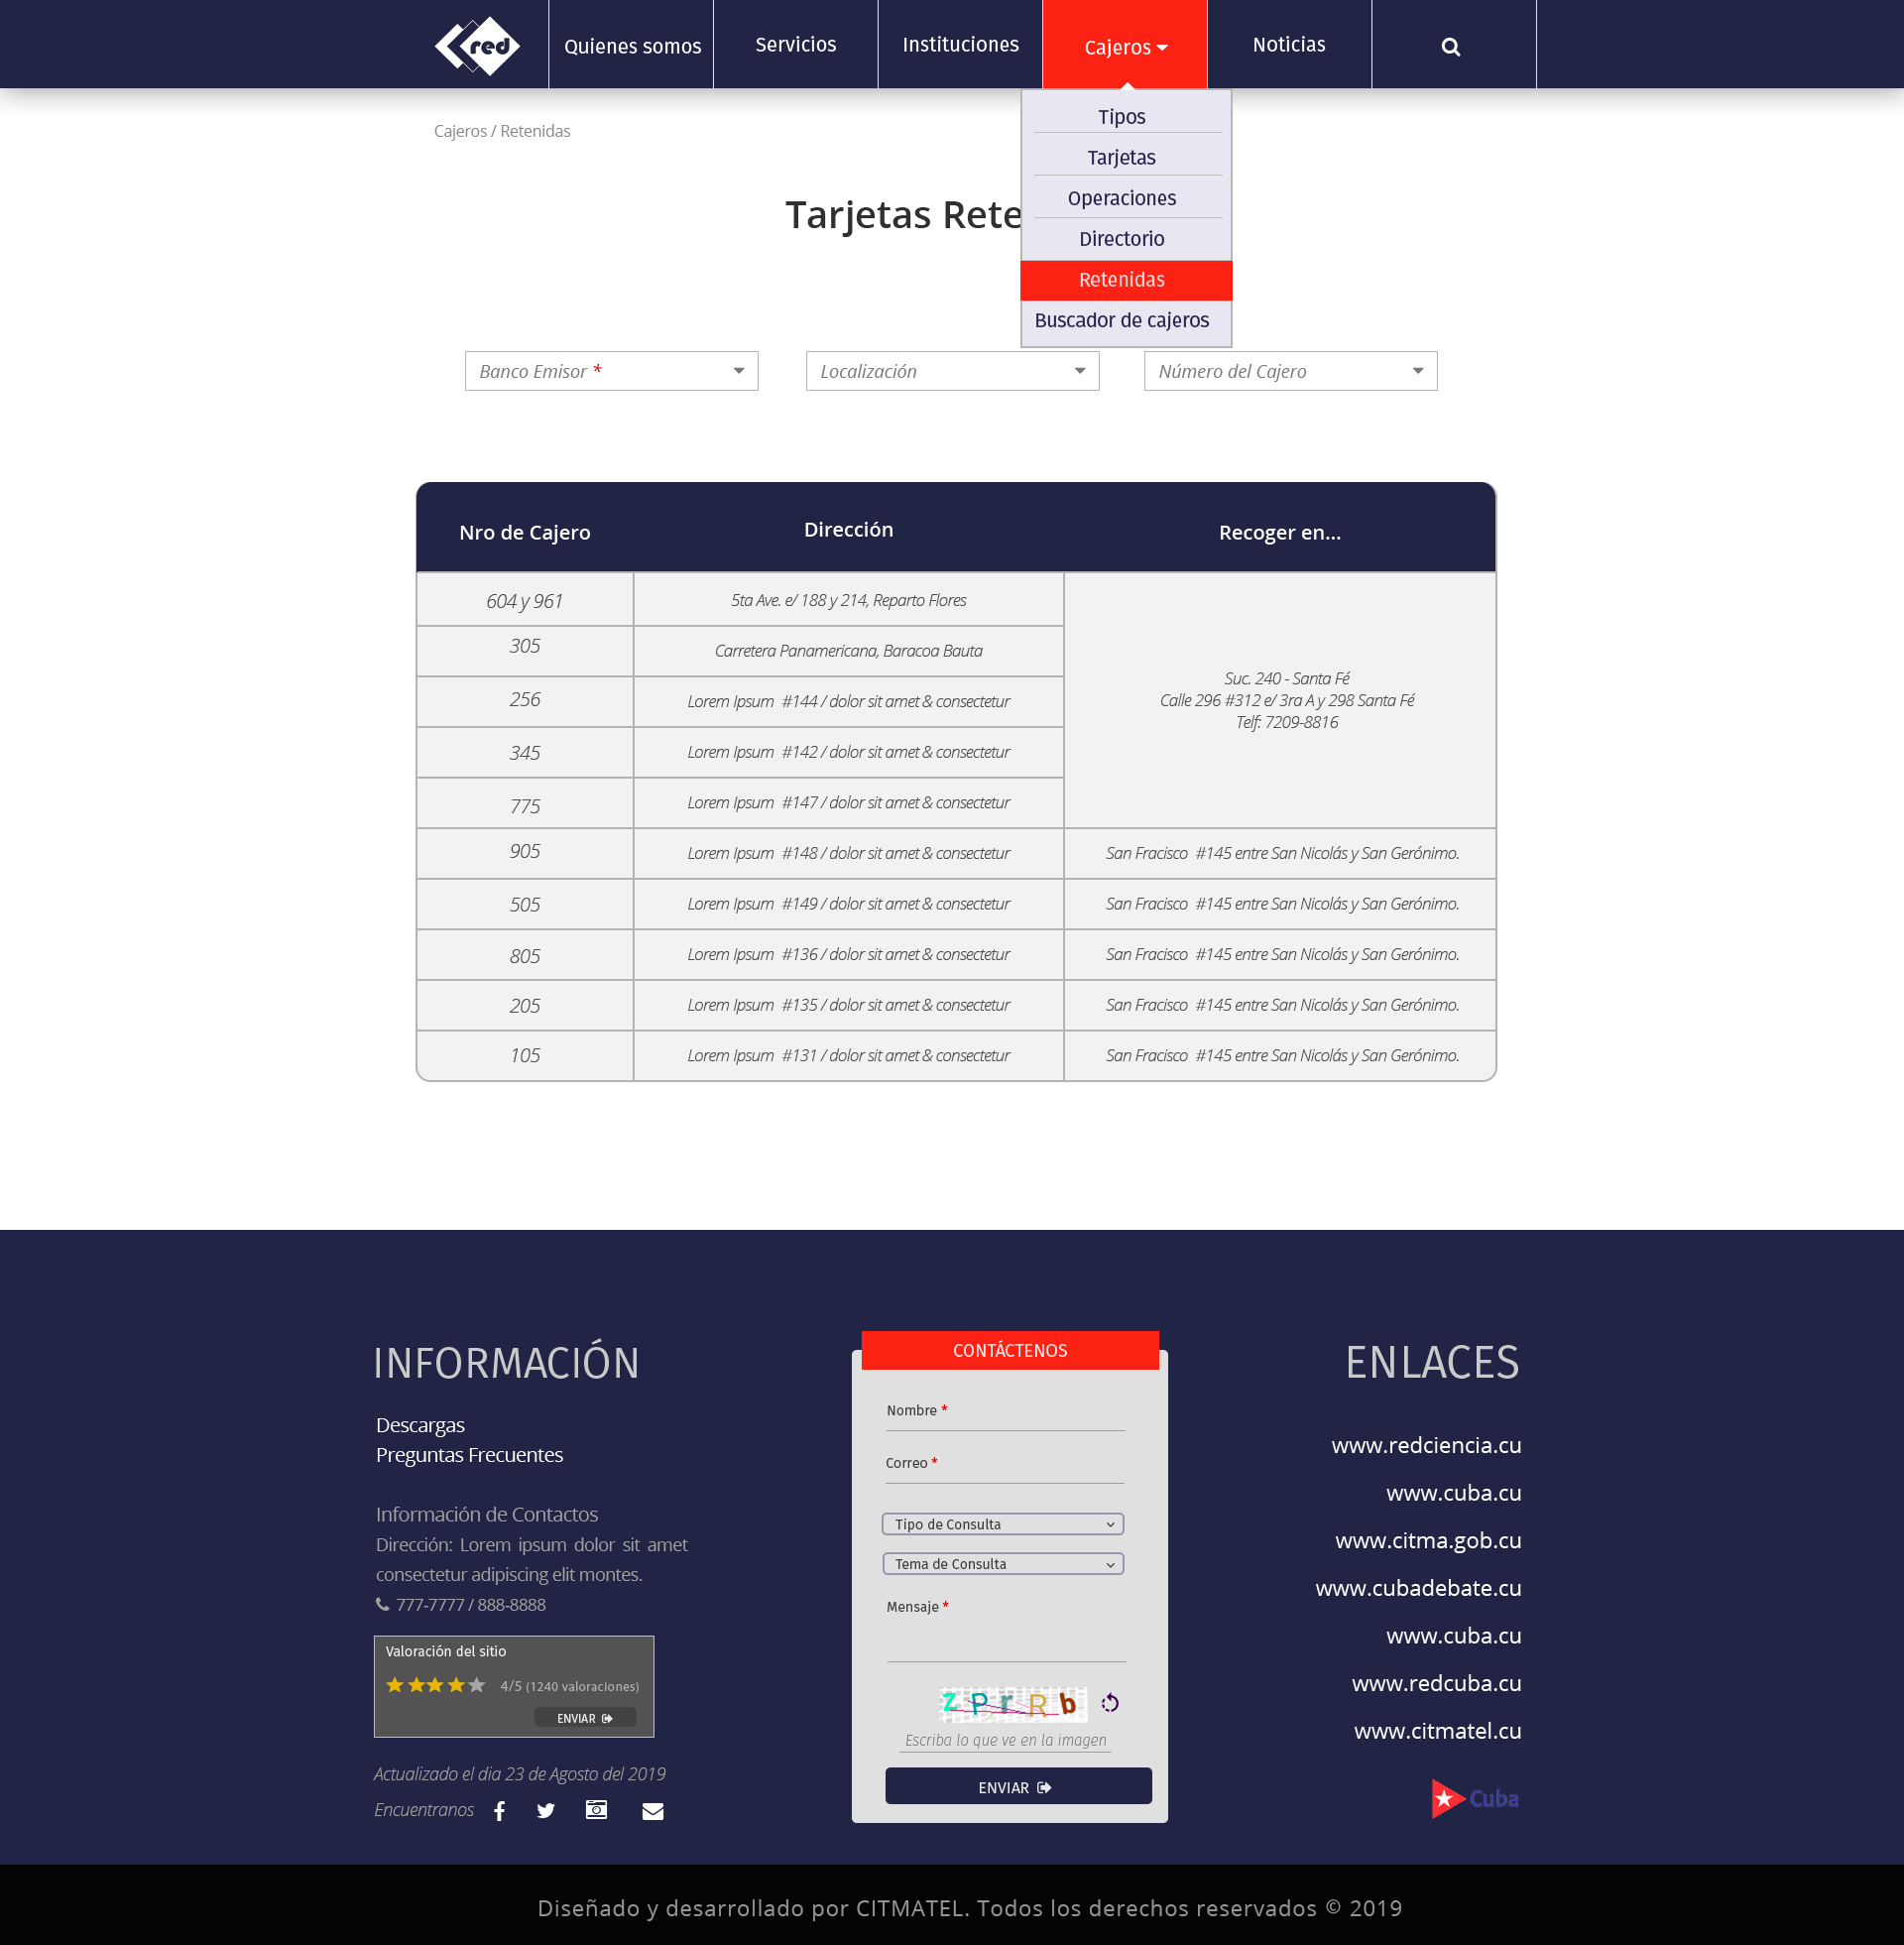 red
Quienes somos
Servicios
Instituciones
Cajeros
Noticias
Cajeros / Retenidas
Tipos
Tarjetas
Operaciones
Directorio
Retenidas
Buscador de cajeros
Tarjetas Rete
Banco Emisor *
Localización
Número del Cajero
Nro de Cajero Dirección Recoger en...
604 y 961 5ta Ave. e/ 188 y 214, Reparto Flores
305 Carretera Panamericana, Baracoa Bauta
Suc. 240 - Santa Fé
256 Lorem Ipsum #144 / dolor sit amet & consectetur
Calle 296 #312 e/ 3ra A y 298 Santa Fé
Telf: 7209-8816
345 Lorem Ipsum #142 / dolor sit amet & consectetur
775 Lorem Ipsum #147 / dolor sit amet & consectetur
905 Lorem Ipsum #148 / dolor sit amet & consectetur San Fracisco #145 entre San Nicolás y San Gerónimo.
505 Lorem Ipsum #149 / dolor sit amet & consectetur San Fracisco #145 entre San Nicolás y San Gerónimo.
805 Lorem Ipsum #136 / dolor sit amet & consectetur San Fracisco #145 entre San Nicolás y San Gerónimo.
205 Lorem Ipsum #135 / dolor sit amet & consectetur San Fracisco #145 entre San Nicolás y San Gerónimo.
105 Lorem Ipsum #131 / dolor sit amet & consectetur San Fracisco #145 entre San Nicolás y San Gerónimo.
INFORMACIÓN
Descargas
Preguntas Frecuentes
Información de Contactos
Dirección: Lorem ipsum dolor sit amet
consectetur adipiscing elit montes.
777-7777 / 888-8888
Valoración del sitio
4/5 (1240 valoraciones)
ENVIAR
Actualizado el dia 23 de Agosto del 2019
Encuentranos
CONTÁCTENOS
Nombre *
Correo *
Tipo de Consulta
Tema de Consulta
Mensaje *
Z P r R b
Escriba lo que ve en la imagen
ENVIAR
ENLACES
www.redciencia.cu
www.cuba.cu
www.citma.gob.cu
www.cubadebate.cu
www.cuba.cu
www.redcuba.cu
www.citmatel.cu
Cuba
Diseñado y desarrollado por CITMATEL. Todos los derechos reservados © 2019